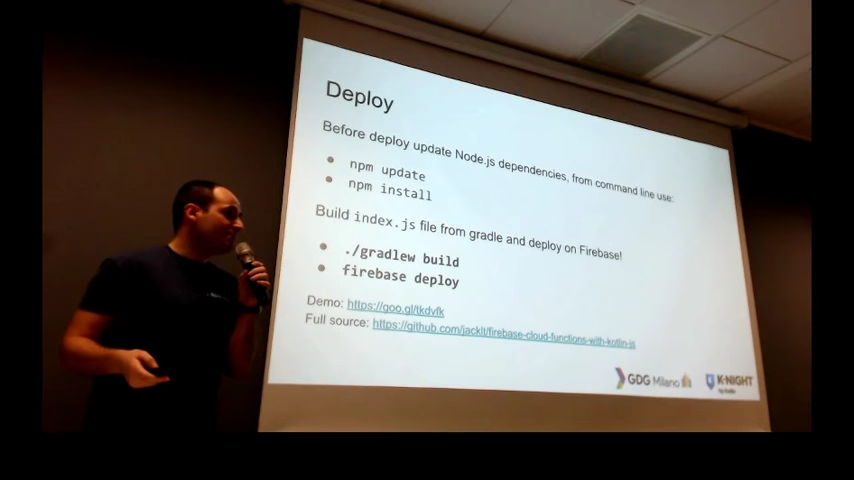 Deploy
Before deploy update Node.js dependencies, from command line use:
● npm update
● npm install
Build index.js file from gradle and deploy on Firebase!
● ./gradlew build
● firebase deploy
Demo: https://goo.gl/tkdvfk
Full source: https://github.com/jacklt/firebase-cloud-functions-with-kotlin-js
GDG Milano
K-NIGHT